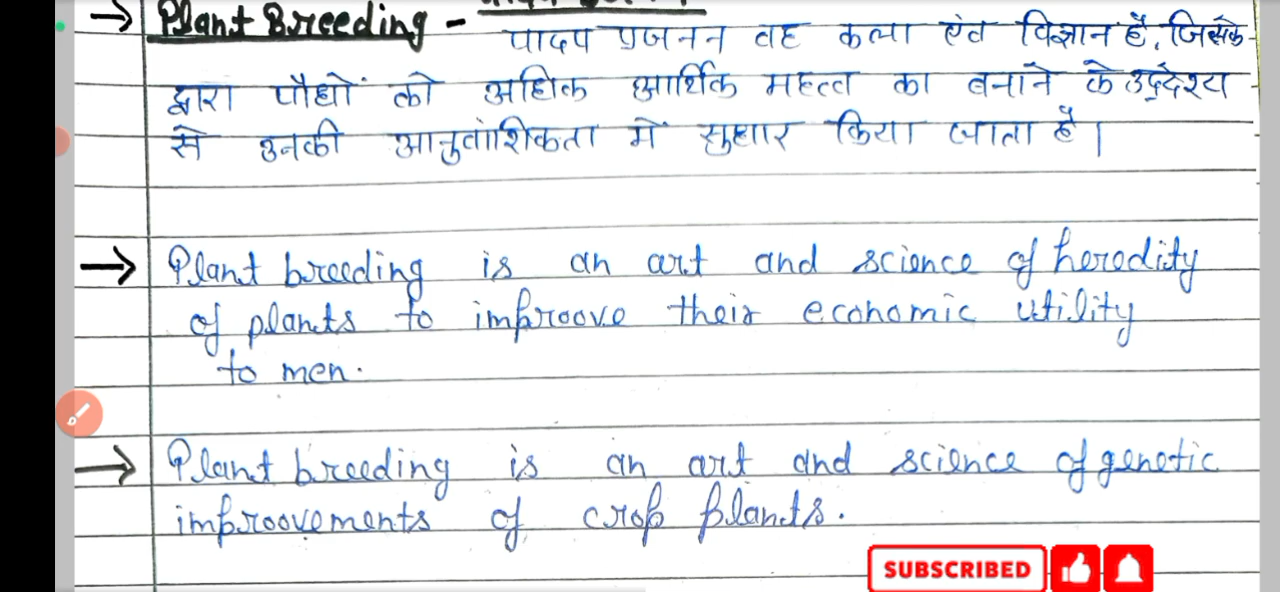 → Plant Breeding - पादप प्रजनन वह कला एंव विज्ञान है, जिसके
द्वारा पौधों को अधिक आर्थिक महत्व का बनाने के उद्देश्य
से उनकी आनुवांशिकता में सुधार किया जाता है।
→ Plant breeding is an art and science of heredity
of plants to improove their economic utility
to men.
→ Plant breeding is an art and science of genetic
improovements of crop plants.
SUBSCRIBED